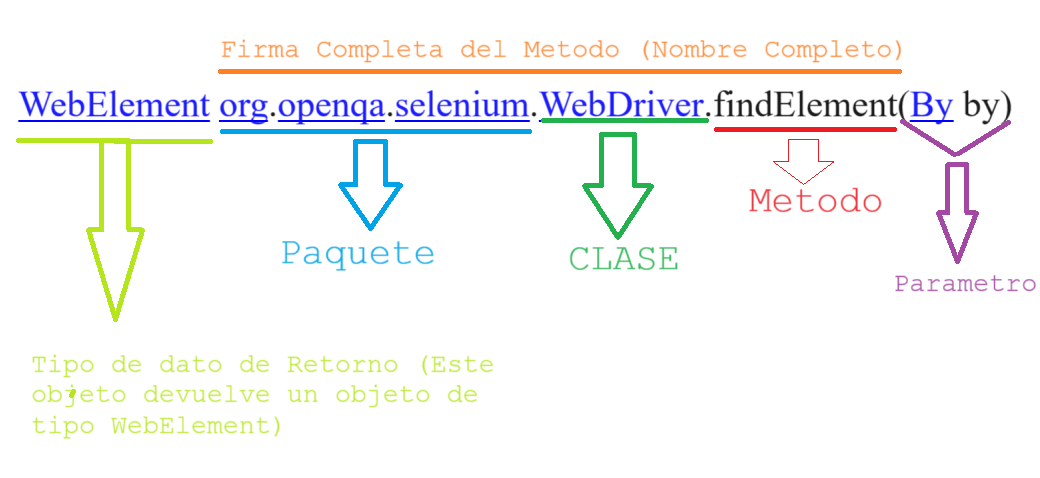 Firma Completa del Metodo (Nombre Completo)
WebElement org.openqa.selenium.WebDriver.findElement(By by)
Metodo
Paquete
CLASE
Parametro
Tipo de dato de Retorno (Este
objeto devuelve un objeto de
tipo WebElement)